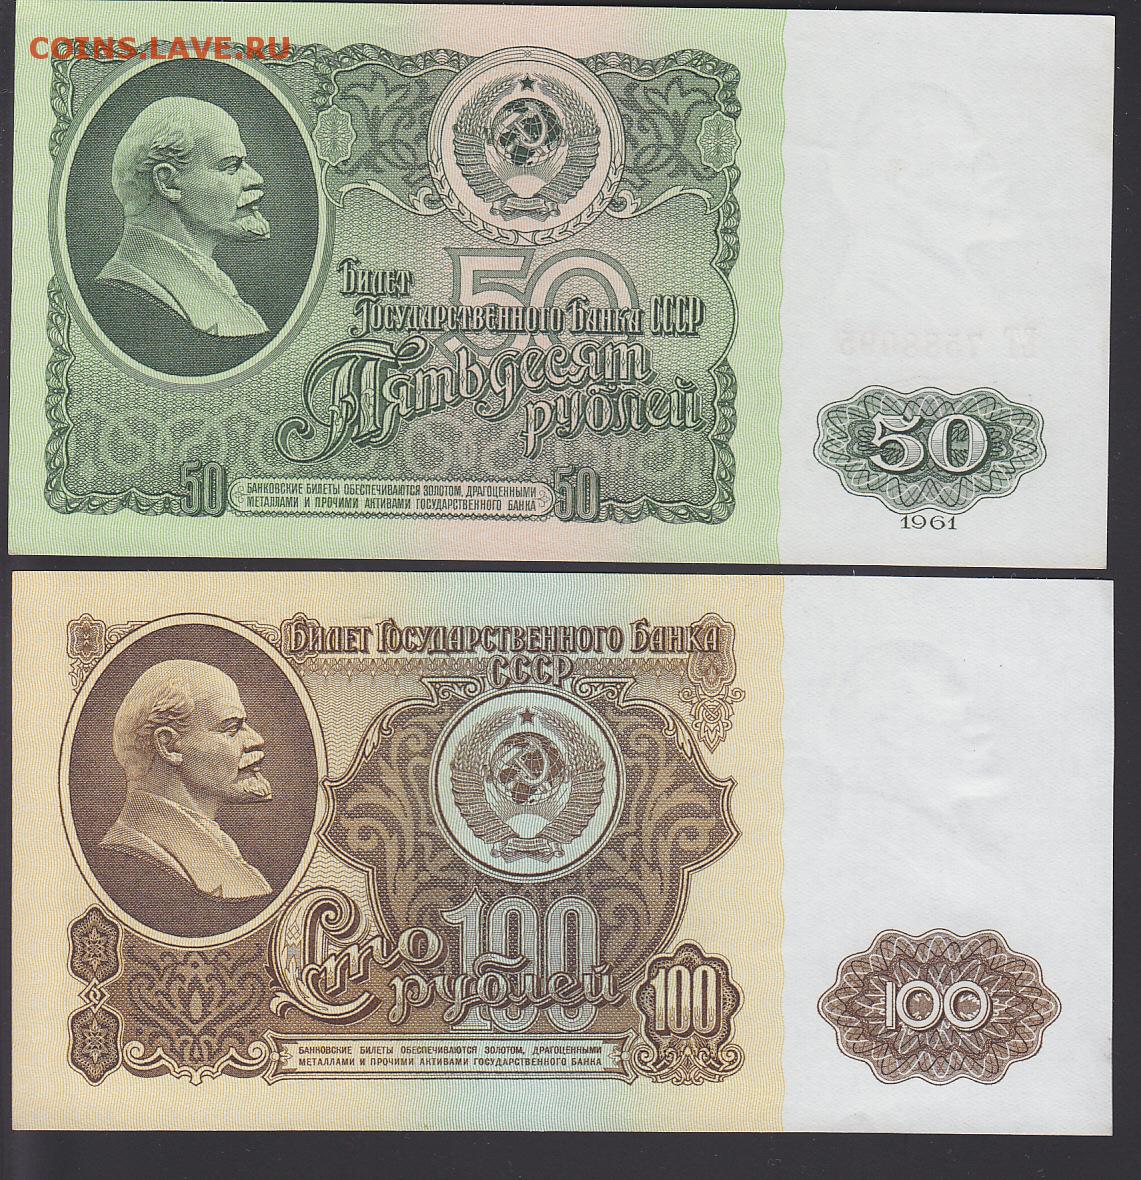 COINS.LAVE.RU
Билет
Государственного Банка СССР
50
Пятьдесят
рублей
50
БАНКОВСКИЕ БИЛЕТЫ ОБЕСПЕЧИВАЮТСЯ ЗОЛОТОМ, ДРАГОЦЕННЫМИ
МЕТАЛЛАМИ И ПРОЧИМИ АКТИВАМИ ГОСУДАРСТВЕННОГО БАНКА
50
50
1961
Билет Государственного Банка
СССР
100
Сто
рублей
100
БАНКОВСКИЕ БИЛЕТЫ ОБЕСПЕЧИВАЮТСЯ ЗОЛОТОМ, ДРАГОЦЕННЫМИ
МЕТАЛЛАМИ И ПРОЧИМИ АКТИВАМИ ГОСУДАРСТВЕННОГО БАНКА
100